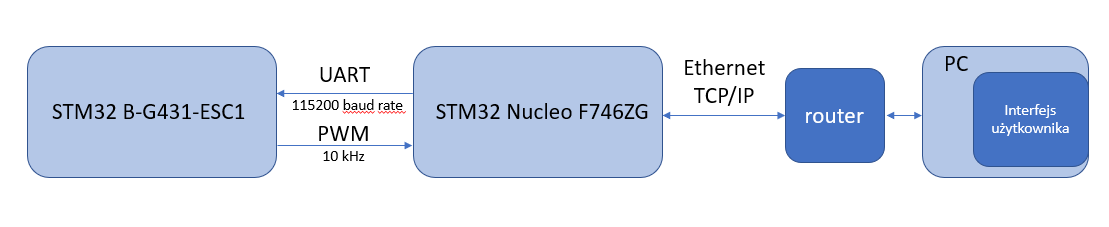 STM32 B-G431-ESC1
UART
115200 baud rate
PWM
10 kHz
STM32 Nucleo F746ZG
Ethernet
TCP/IP
router
PC
Interfejs
użytkownika